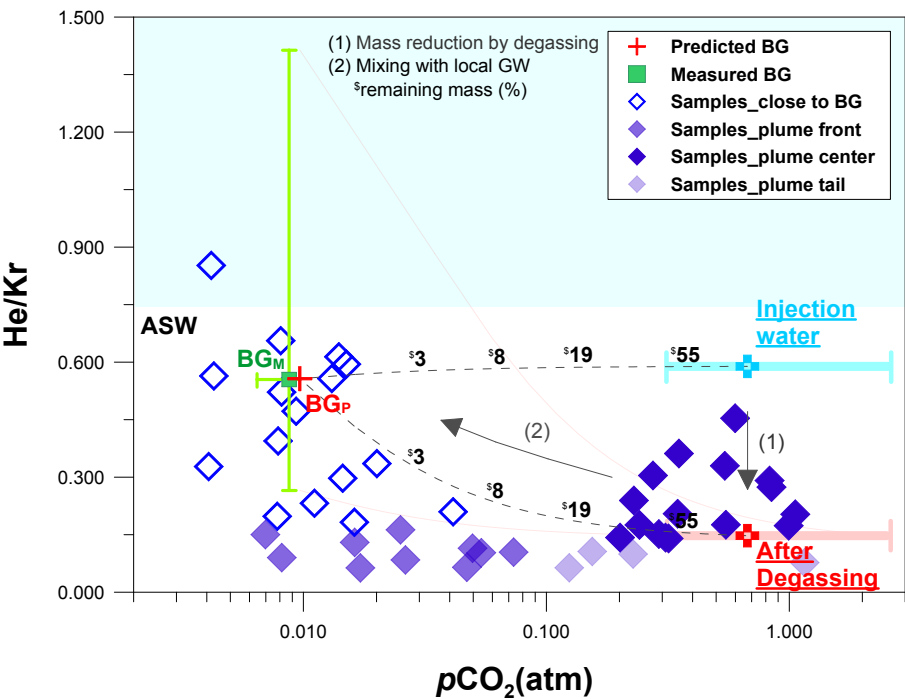 1.500
1.200
0.900
0.600
0.300
0.000
He/Kr
(1) Mass reduction by degassing
(2) Mixing with local GW
$remaining mass (%)
Predicted BG
Measured BG
Samples_close to BG
Samples_plume front
Samples_plume center
Samples_plume tail
ASW
Injection
water
BGM
BGP
$3
$8
$19
$55
(1)
(2)
$3
$8
$19
$55
After
Degassing
0.010
0.100
1.000
pCO2(atm)